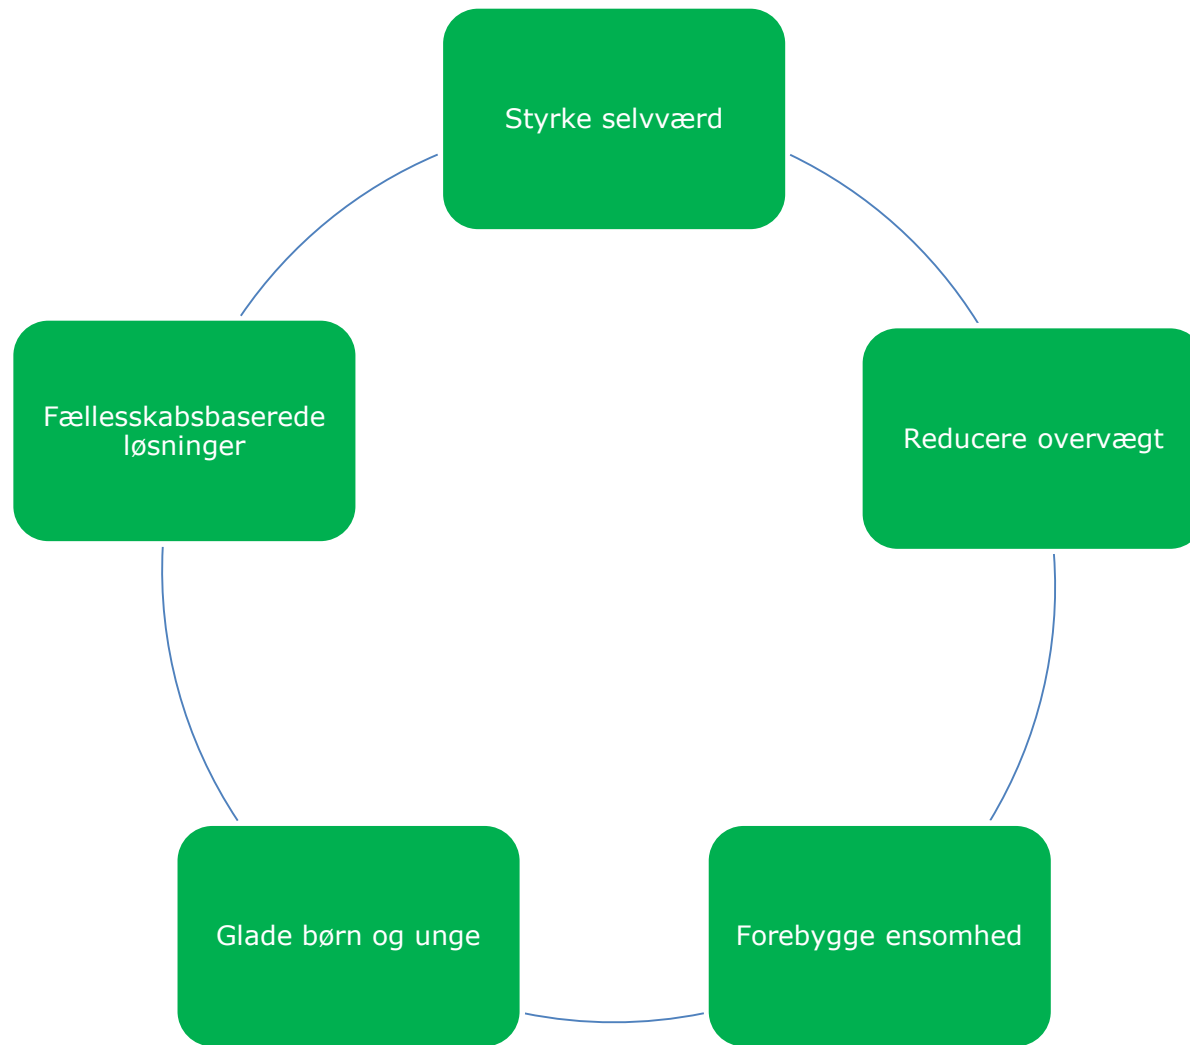 Styrke selvværd
Fællesskabsbaserede
løsninger
Reducere overvægt
Glade børn og unge
Forebygge ensomhed